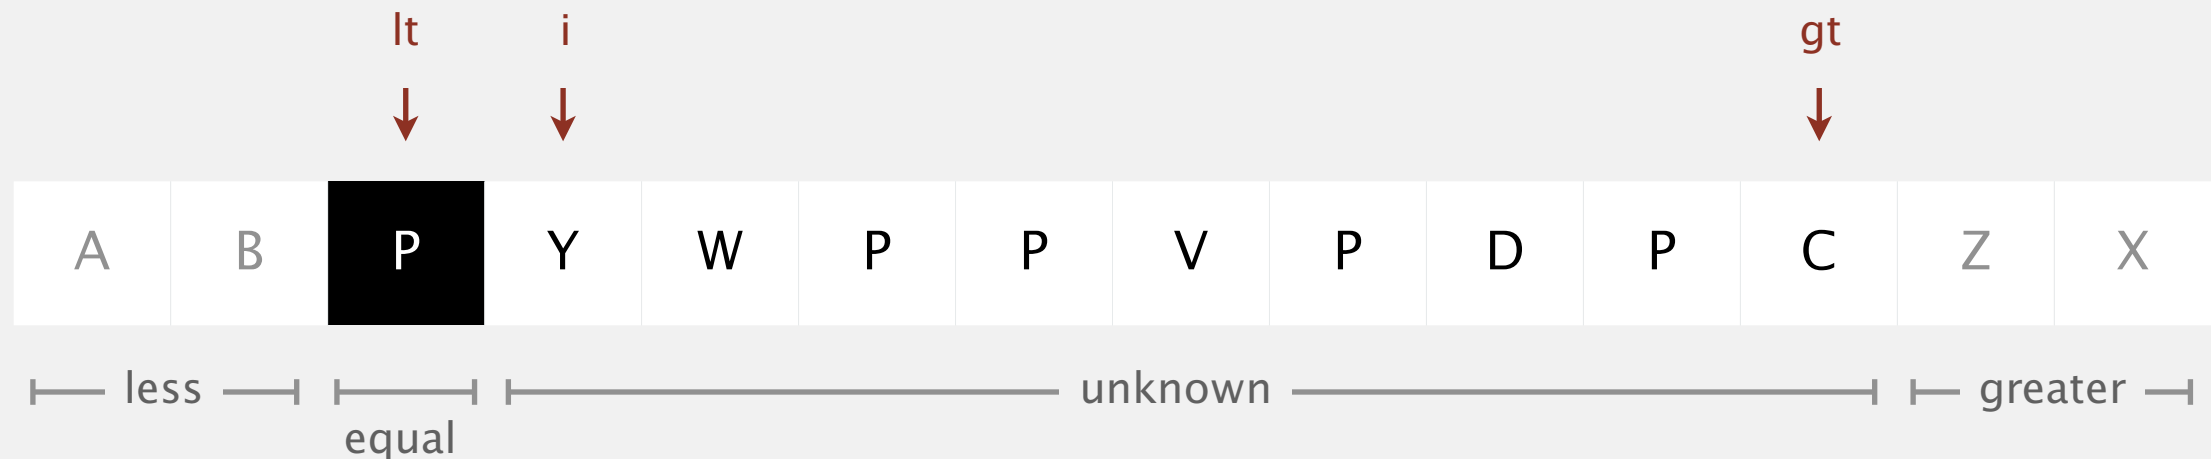 lt i gt
A B P Y W P P V P D P C Z X
less unknown greater
equal